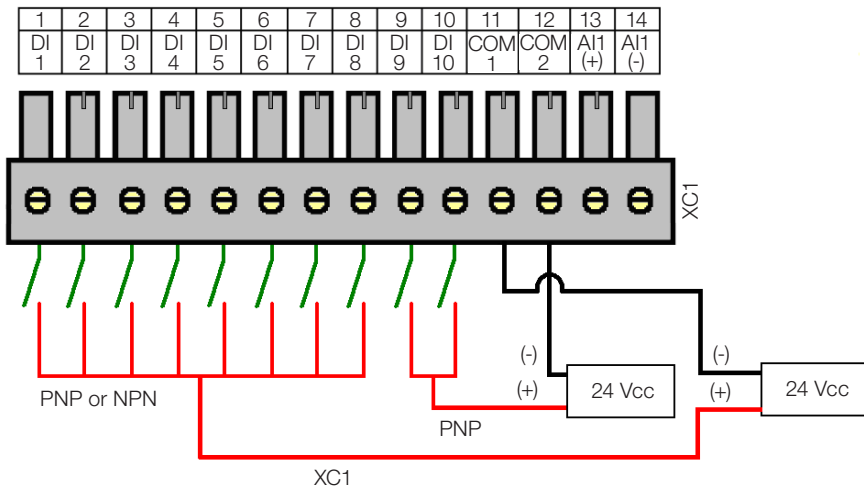 1 2 3 4 5 6 7 8 9 10 11 12 13 14
DI DI DI DI DI DI DI DI DI DI COM COM AI1 AI1
1 2 3 4 5 6 7 8 9 10 1 2 (+) (-)
XC1
(-) (-)
(+) 24 Vcc (+) 24 Vcc
PNP or NPN
PNP
XC1